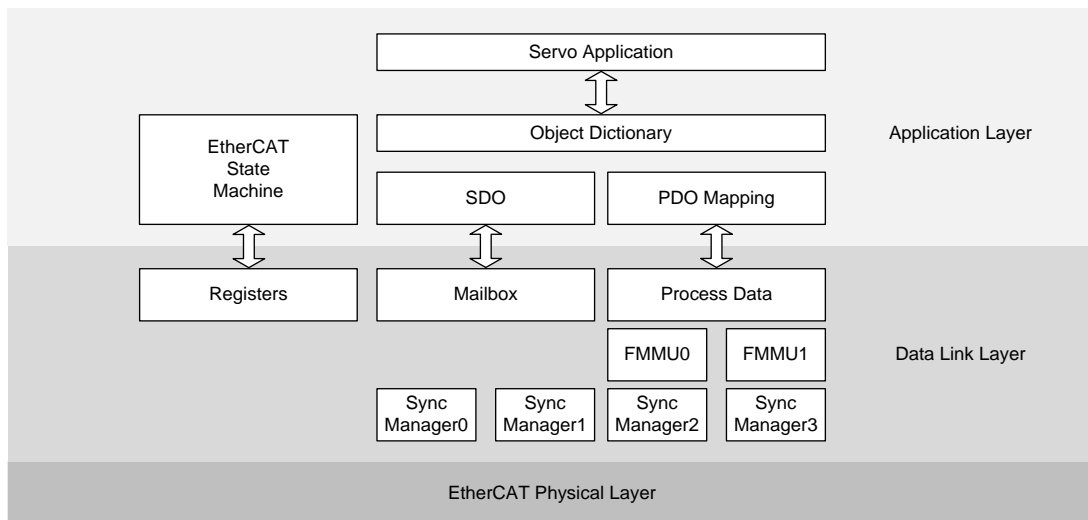 Servo Application
Object Dictionary
Application Layer
EtherCAT
State
Machine
SDO
PDO Mapping
Registers
Mailbox
Process Data
FMMU0
FMMU1
Data Link Layer
Sync
Manager0
Sync
Manager1
Sync
Manager2
Sync
Manager3
EtherCAT Physical Layer